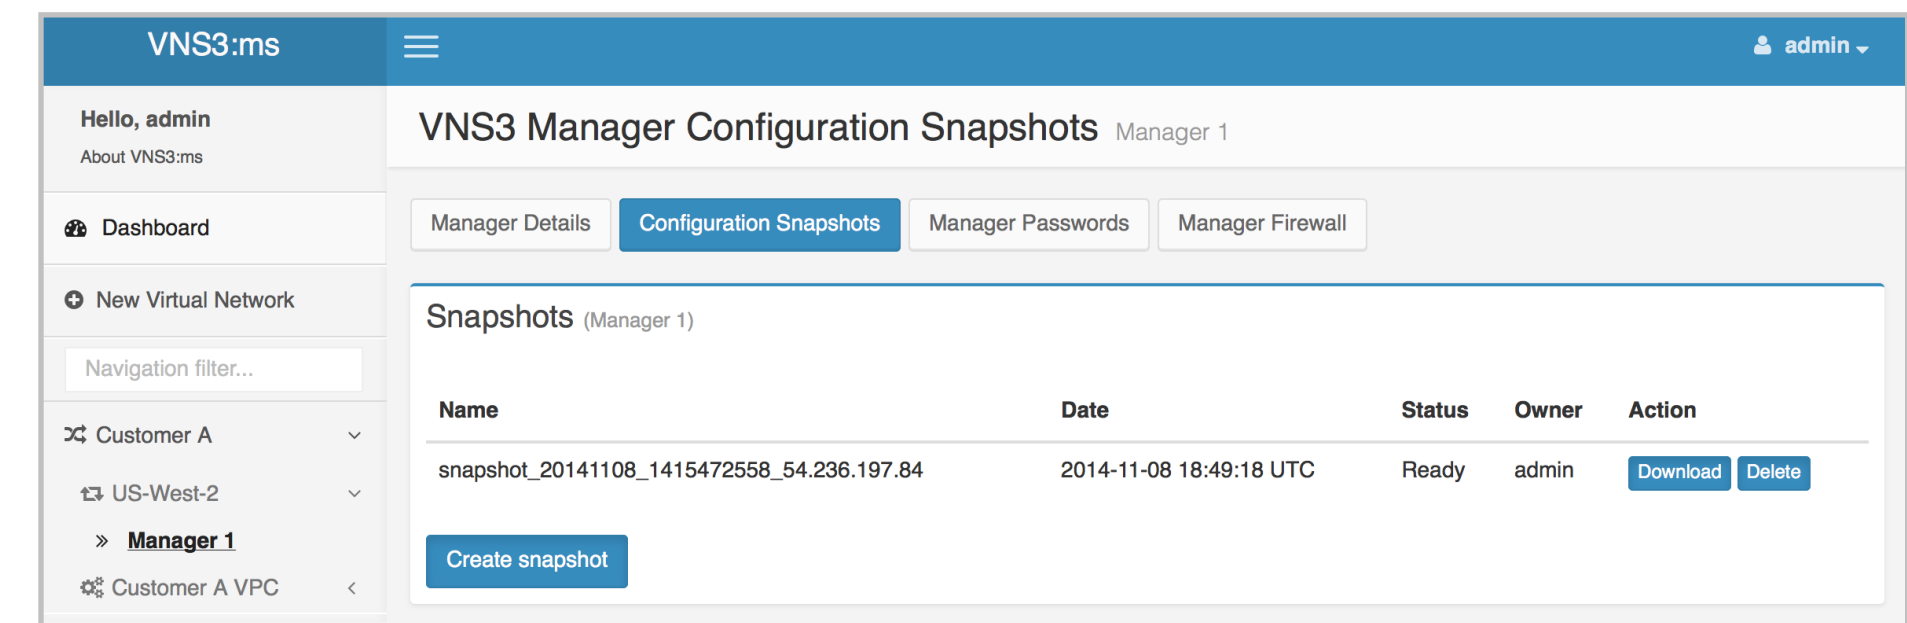 VNS3:ms
admin
Hello, admin
About VNS3:ms
VNS3 Manager Configuration Snapshots Manager 1
Dashboard
New Virtual Network
Navigation filter...
Customer A
US-West-2
Manager 1
Customer A VPC
Manager Details Configuration Snapshots Manager Passwords Manager Firewall
Snapshots (Manager 1)
Name Date Status Owner Action
snapshot_20141108_1415472558_54.236.197.84 2014-11-08 18:49:18 UTC Ready admin Download Delete
Create snapshot